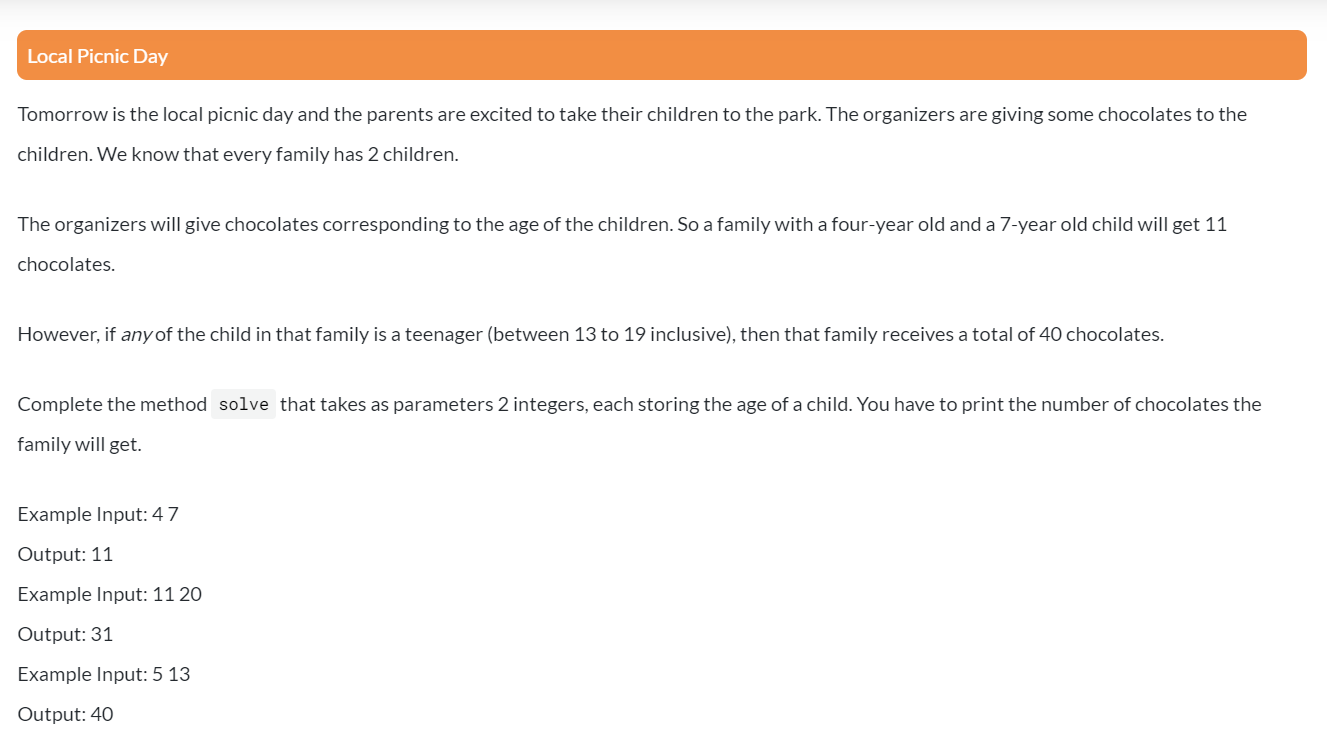 Local Picnic Day
Tomorrow is the local picnic day and the parents are excited to take their children to the park. The organizers are giving some chocolates to the
children. We know that every family has 2 children.
The organizers will give chocolates corresponding to the age of the children. So a family with a four-year old and a 7-year old child will get 11
chocolates.
However, if any of the child in that family is a teenager (between 13 to 19 inclusive), then that family receives a total of 40 chocolates.
Complete the method solve that takes as parameters 2 integers, each storing the age of a child. You have to print the number of chocolates the
family will get.
Example Input: 4 7
Output: 11
Example Input: 11 20
Output: 31
Example Input: 5 13
Output: 40